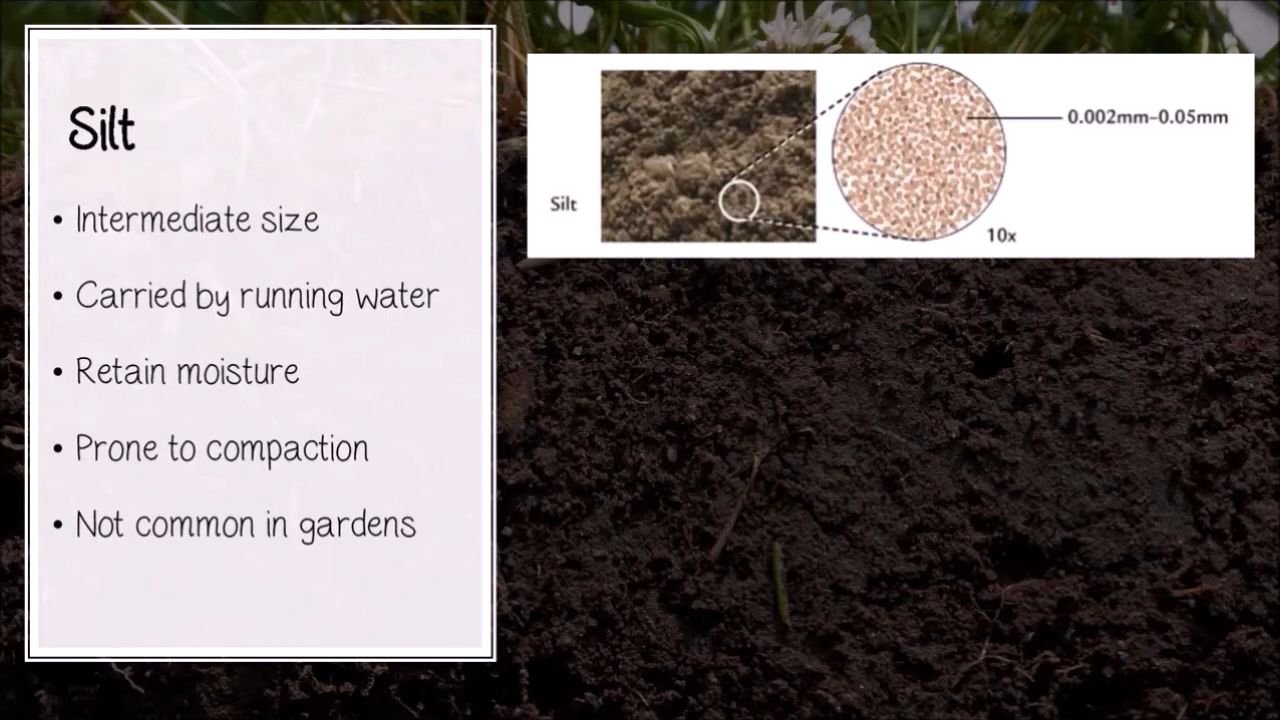 Silt
• Intermediate size
• Carried by running water
• Retain moisture
• Prone to compaction
• Not common in gardens
Silt
0.002mm–0.05mm
10x